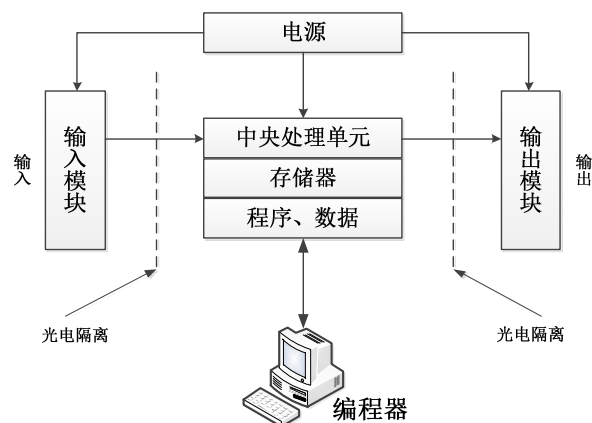 电源
输入
输入模块
中央处理单元
存储器
程序、数据
输出模块
输出
光电隔离
光电隔离
编程器